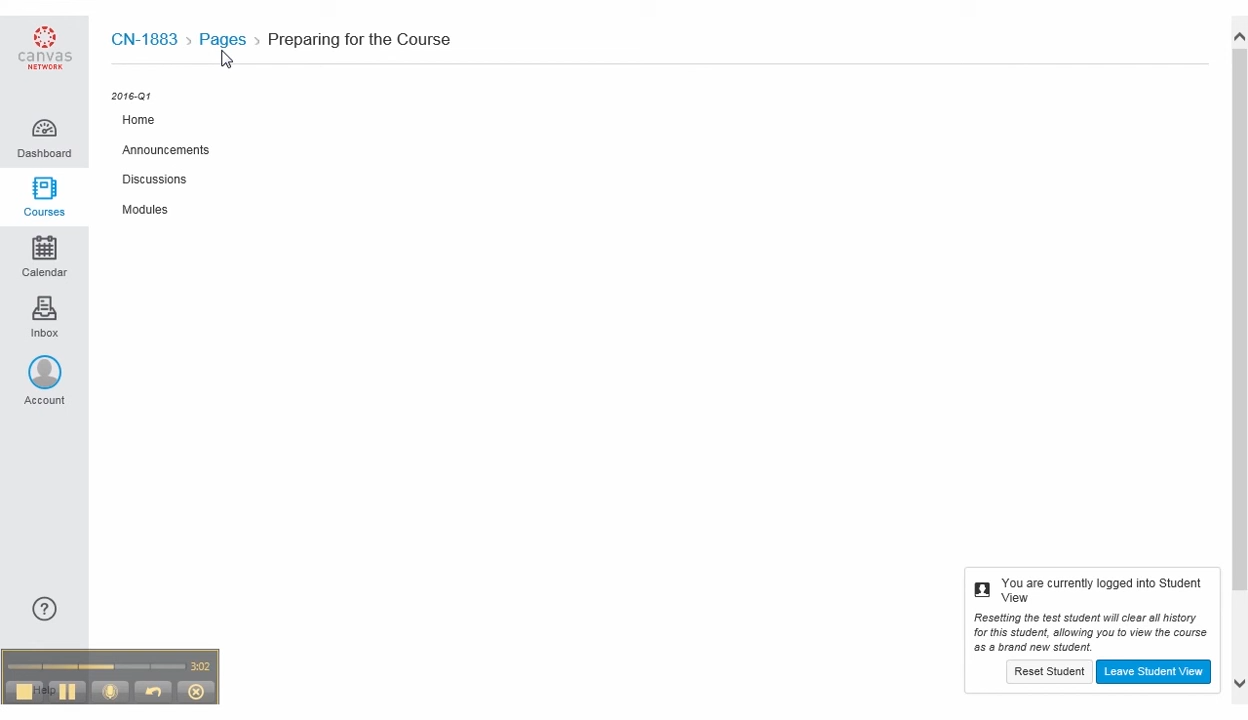 canvas
NETWORK
CN-1883 › Pages › Preparing for the Course
2016-Q1
Home
Announcements
Discussions
Modules
Dashboard
Courses
Calendar
Inbox
Account
?
Help
3:02
You are currently logged into Student
View
Resetting the test student will clear all history
for this student, allowing you to view the course
as a brand new student.
Reset Student
Leave Student View